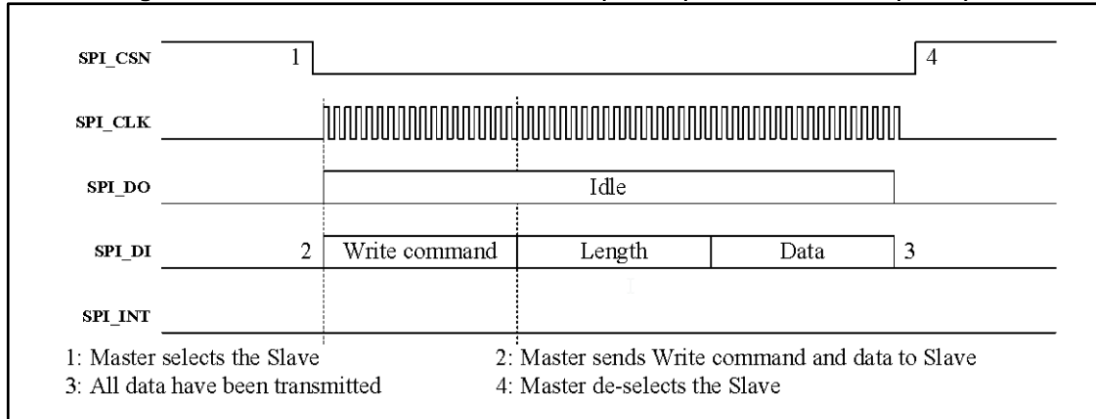 SPI_CSN 1 4
SPI_CLK
SPI_DO Idle
SPI_DI 2 Write command Length Data 3
SPI_INT
1: Master selects the Slave 2: Master sends Write command and data to Slave
3: All data have been transmitted 4: Master de-selects the Slave